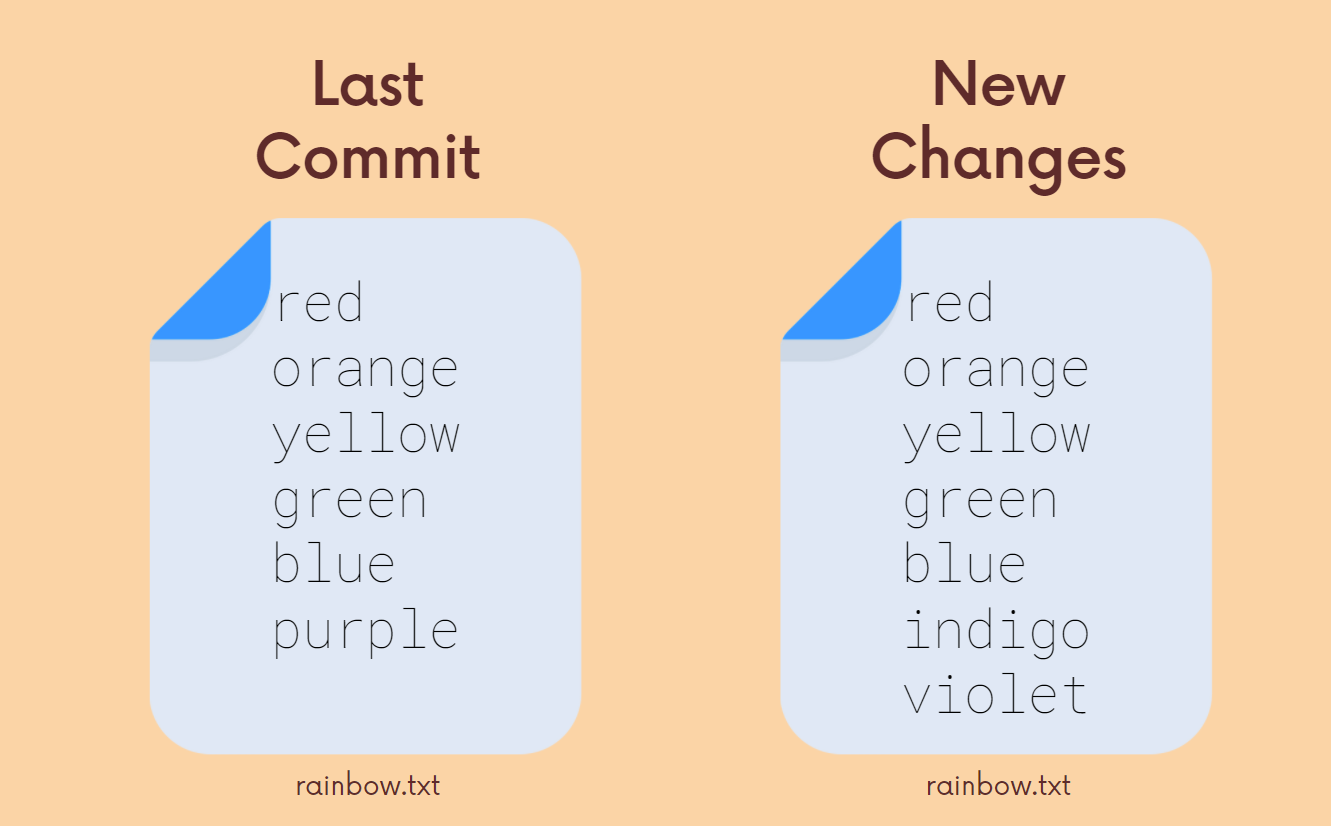 Last
Commit
red
orange
yellow
green
blue
purple
rainbow.txt
New
Changes
red
orange
yellow
green
blue
indigo
violet
rainbow.txt